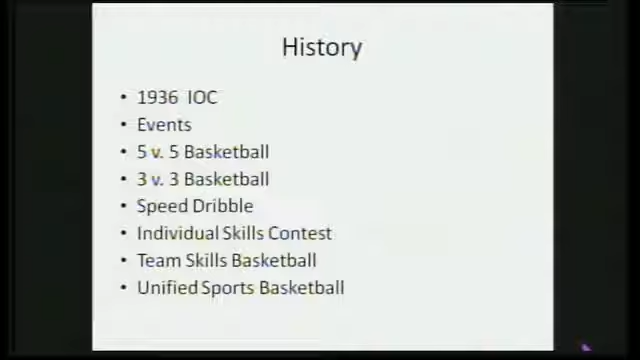 History
• 1936 IOC
• Events
• 5 v. 5 Basketball
• 3 v. 3 Basketball
• Speed Dribble
• Individual Skills Contest
• Team Skills Basketball
• Unified Sports Basketball